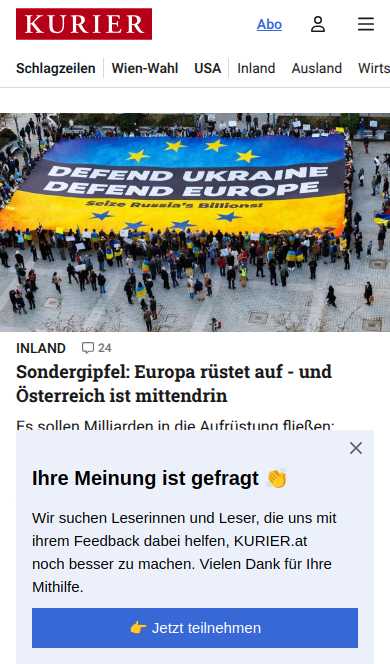 KURIER
Abo
Schlagzeilen Wien-Wahl USA Inland Ausland Wirts
DEFEND UKRAINE
DEFEND EUROPE
Seize Russia's Billions!
INLAND 24
Sondergipfel: Europa rüstet auf - und
Österreich ist mittendrin
Es sollen Milliarden in die Aufrüstung fließen:
Ihre Meinung ist gefragt 👏
Wir suchen Leserinnen und Leser, die uns mit
ihrem Feedback dabei helfen, KURIER.at
noch besser zu machen. Vielen Dank für Ihre
Mithilfe.
👉 Jetzt teilnehmen